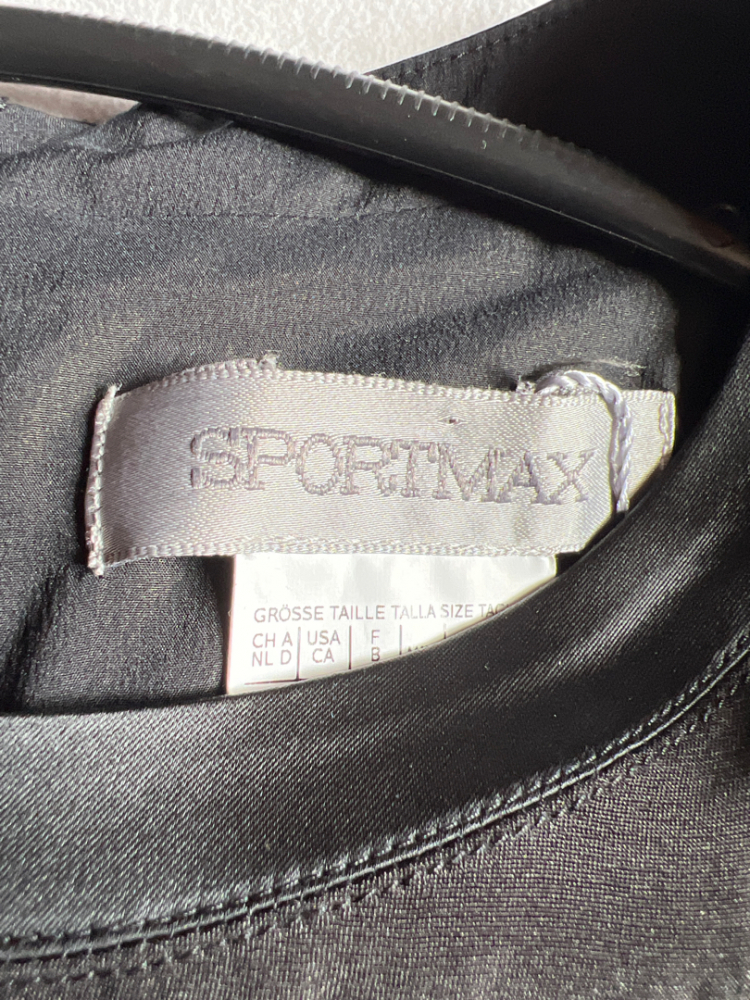 SPORTMAX
GRÖSSE TAILLE TALLA SIZE
CH A USA F
NL D CA B